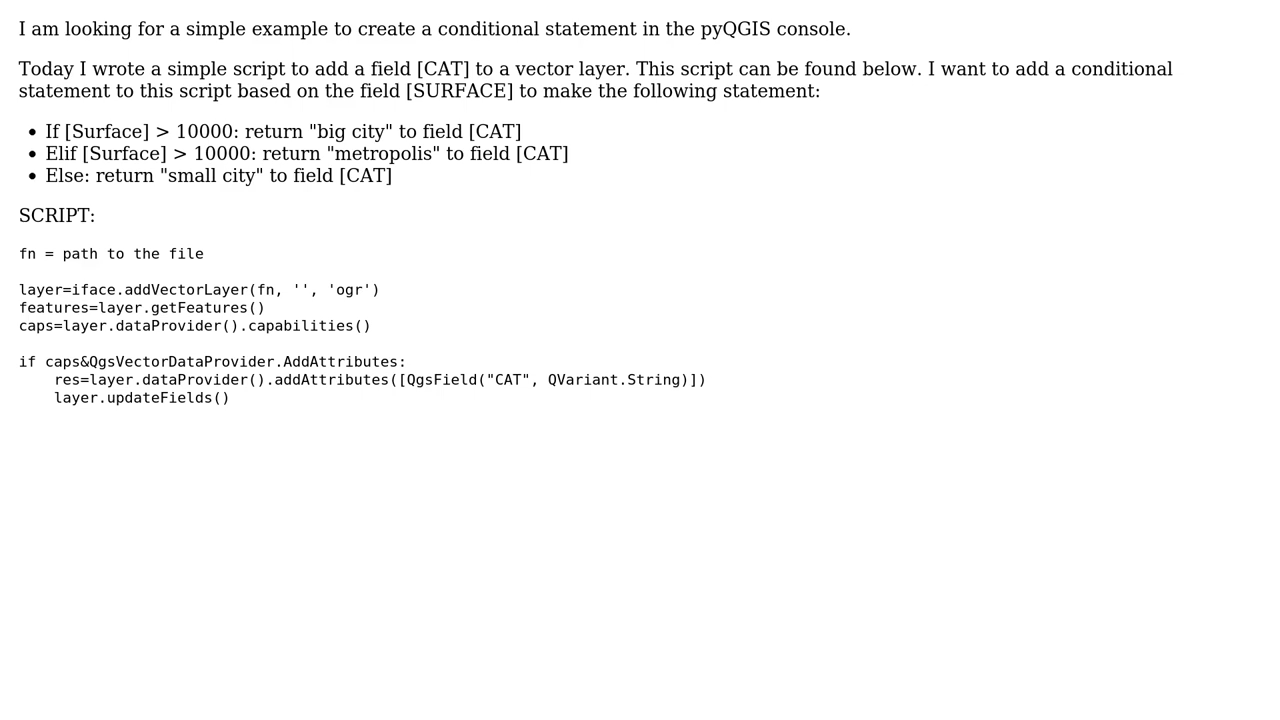 I am looking for a simple example to create a conditional statement in the pyQGIS console.
Today I wrote a simple script to add a field [CAT] to a vector layer. This script can be found below. I want to add a conditional
statement to this script based on the field [SURFACE] to make the following statement:
• If [Surface] > 10000: return "big city" to field [CAT]
• Elif [Surface] > 10000: return "metropolis" to field [CAT]
• Else: return "small city" to field [CAT]
SCRIPT:
fn = path to the file
layer=iface.addVectorLayer(fn, '', 'ogr')
features=layer.getFeatures()
caps=layer.dataProvider().capabilities()
if caps&QgsVectorDataProvider.AddAttributes:
    res=layer.dataProvider().addAttributes([QgsField("CAT", QVariant.String)])
    layer.updateFields()